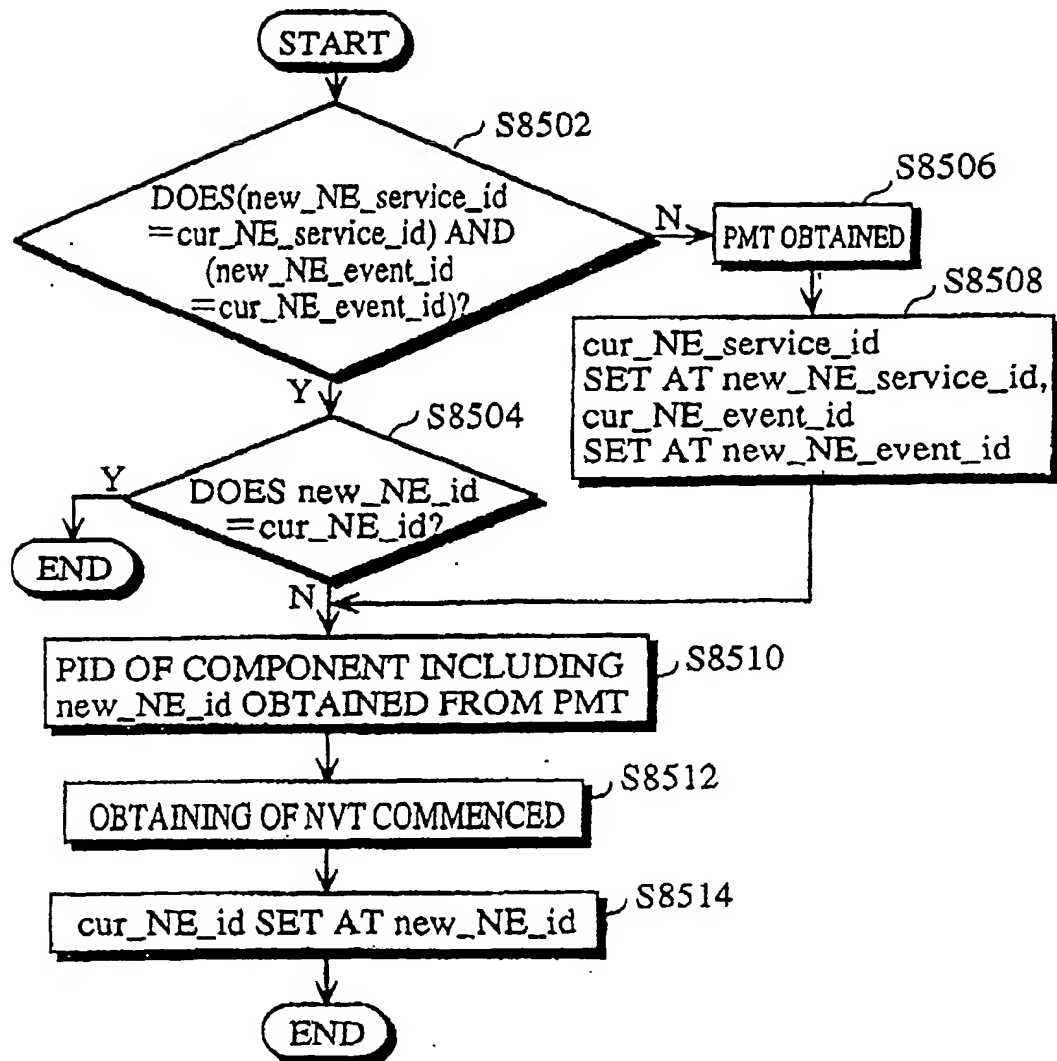 START
S8502
DOES(new_NE_service_id
=cur_NE_service_id) AND
(new_NE_event_id
=cur_NE_event_id)?
N
S8506
PMT OBTAINED
S8508
cur_NE_service_id
SET AT new_NE_service_id,
cur_NE_event_id
SET AT new_NE_event_id
Y
S8504
DOES new_NE_id
=cur_NE_id?
Y
END
N
PID OF COMPONENT INCLUDING
new_NE_id OBTAINED FROM PMT
S8510
OBTAINING OF NVT COMMENCED
S8512
cur_NE_id SET AT new_NE_id
S8514
END